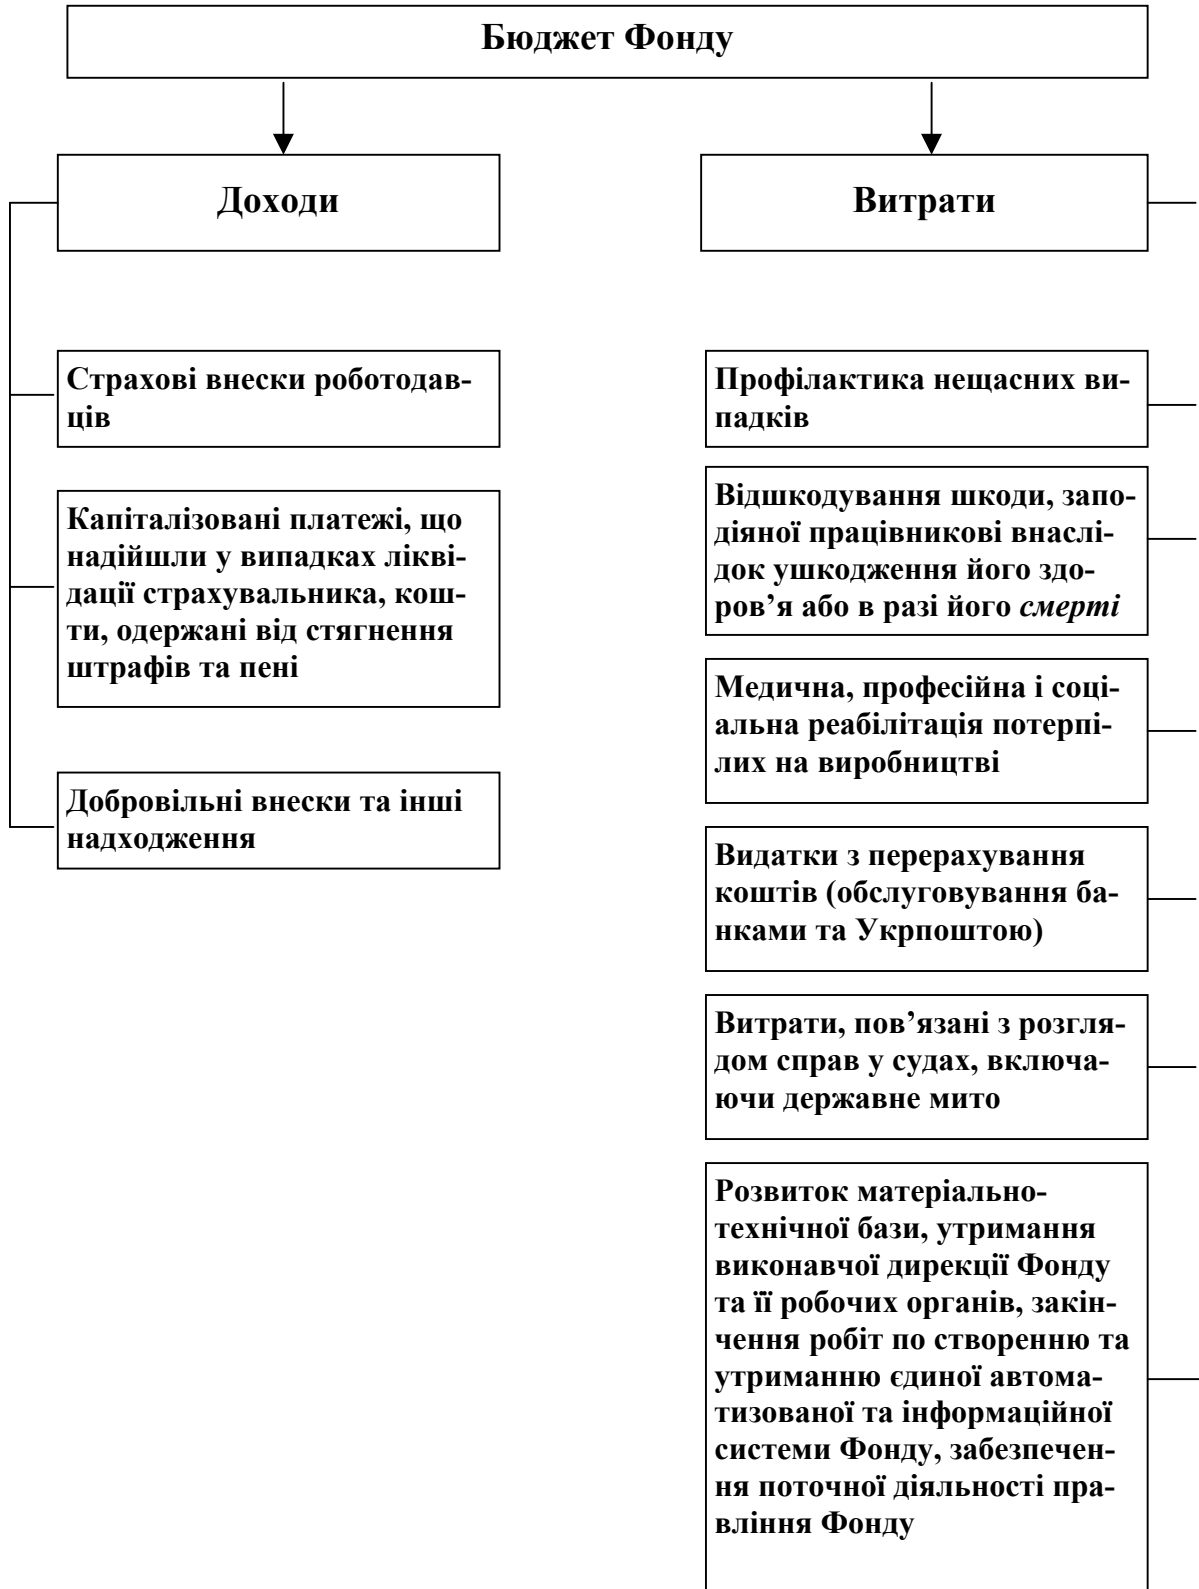 Бюджет Фонду
Доходи
Витрати
Страхові внески роботодав-
ців
Капіталізовані платежі, що
надійшли у випадках лікві-
дації страхувальника, кош-
ти, одержані від стягнення
штрафів та пені
Добровільні внески та інші
надходження
Профілактика нещасних ви-
падків
Відшкодування шкоди, запо-
діяної працівникові внаслі-
док ушкодження його здо-
ров’я або в разі його смерті
Медична, професійна і соці-
альна реабілітація потерпі-
лих на виробництві
Видатки з перерахування
коштів (обслуговування ба-
нками та Укрпоштою)
Витрати, пов’язані з розгля-
дом справ у судах, включа-
ючи державне мито
Розвиток матеріально-
технічної бази, утримання
виконавчої дирекції Фонду
та її робочих органів, закін-
чення робіт по створенню та
утриманню єдиної автома-
тизованої та інформаційної
системи Фонду, забезпечен-
ня поточної діяльності пра-
вління Фонду